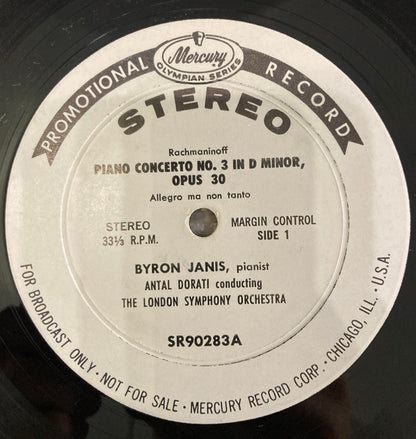 Mercury
OLYMPIAN SERIES
PROMOTIONAL RECORD
STEREO
Rachmaninoff
PIANO CONCERTO NO. 3 IN D MINOR,
OPUS 30
Allegro ma non tanto
STEREO
33⅓ R.P.M.
MARGIN CONTROL
SIDE 1
BYRON JANIS, pianist
ANTAL DORATI conducting
THE LONDON SYMPHONY ORCHESTRA
SR90283A
FOR BROADCAST ONLY · NOT FOR SALE · MERCURY RECORD CORP. · CHICAGO, ILL. · U.S.A.